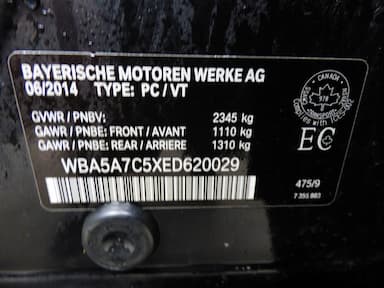 BAYERISCHE MOTOREN WERKE AG
06/2014 TYPE: PC / VT
GVWR / PNBV: 2345 kg
GAWR / PNBE: FRONT / AVANT 1110 kg
GAWR / PNBE: REAR / ARRIERE 1310 kg
WBA5A7C5XED620029
CANADA
EC
475/9
7 355 983